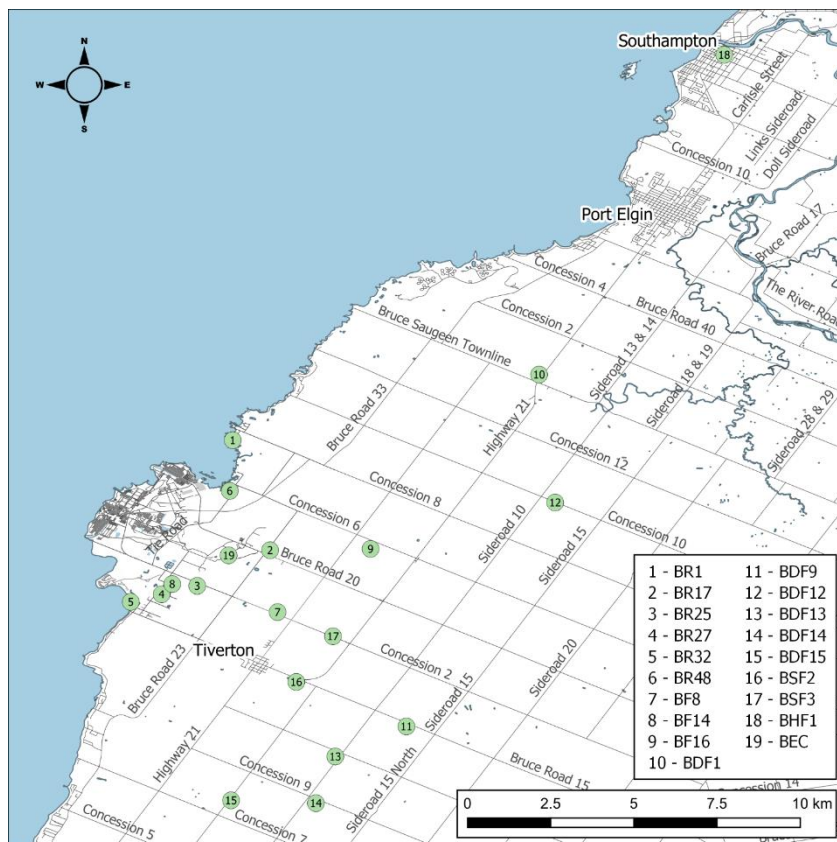 N
W E
S
Southampton
18
Carlisle Street
Links Sideroad
Doll Sideroad
Concession 10
Port Elgin
Bruce Road 17
The River Road
Concession 4
Bruce Road 40
Concession 2
Bruce Saugeen Townline
Sideroad 13 & 14
Sideroad 18 & 19
Sideroad 28 & 29
10
Bruce Road 33
Highway 21
1
Concession 12
Concession 8
6
Sideroad 10
12
Concession 10
Concession 6
Tie Road
19
2
Bruce Road 20
9
Sideroad 15
8
3
4
5
7
17
Tiverton
Concession 2
Sideroad 20
Bruce Road 23
16
Sideroad 15
11
Highway 21
13
Sideroad 15 North
Bruce Road 15
Concession 9
15
14
Concession 14
Concession 5
Concession 7
1 - BR1
2 - BR17
3 - BR25
4 - BR27
5 - BR32
6 - BR48
7 - BF8
8 - BF14
9 - BF16
10 - BDF1
11 - BDF9
12 - BDF12
13 - BDF13
14 - BDF14
15 - BDF15
16 - BSF2
17 - BSF3
18 - BHF1
19 - BEC
0 2.5 5 7.5 10 km